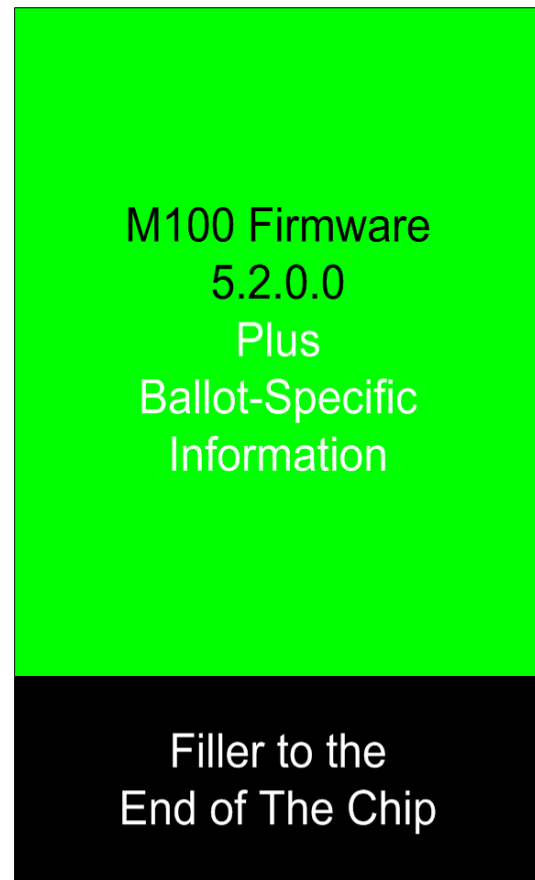 M100 Firmware
5.2.0.0
Plus
Ballot-Specific
Information
Filler to the
End of The Chip